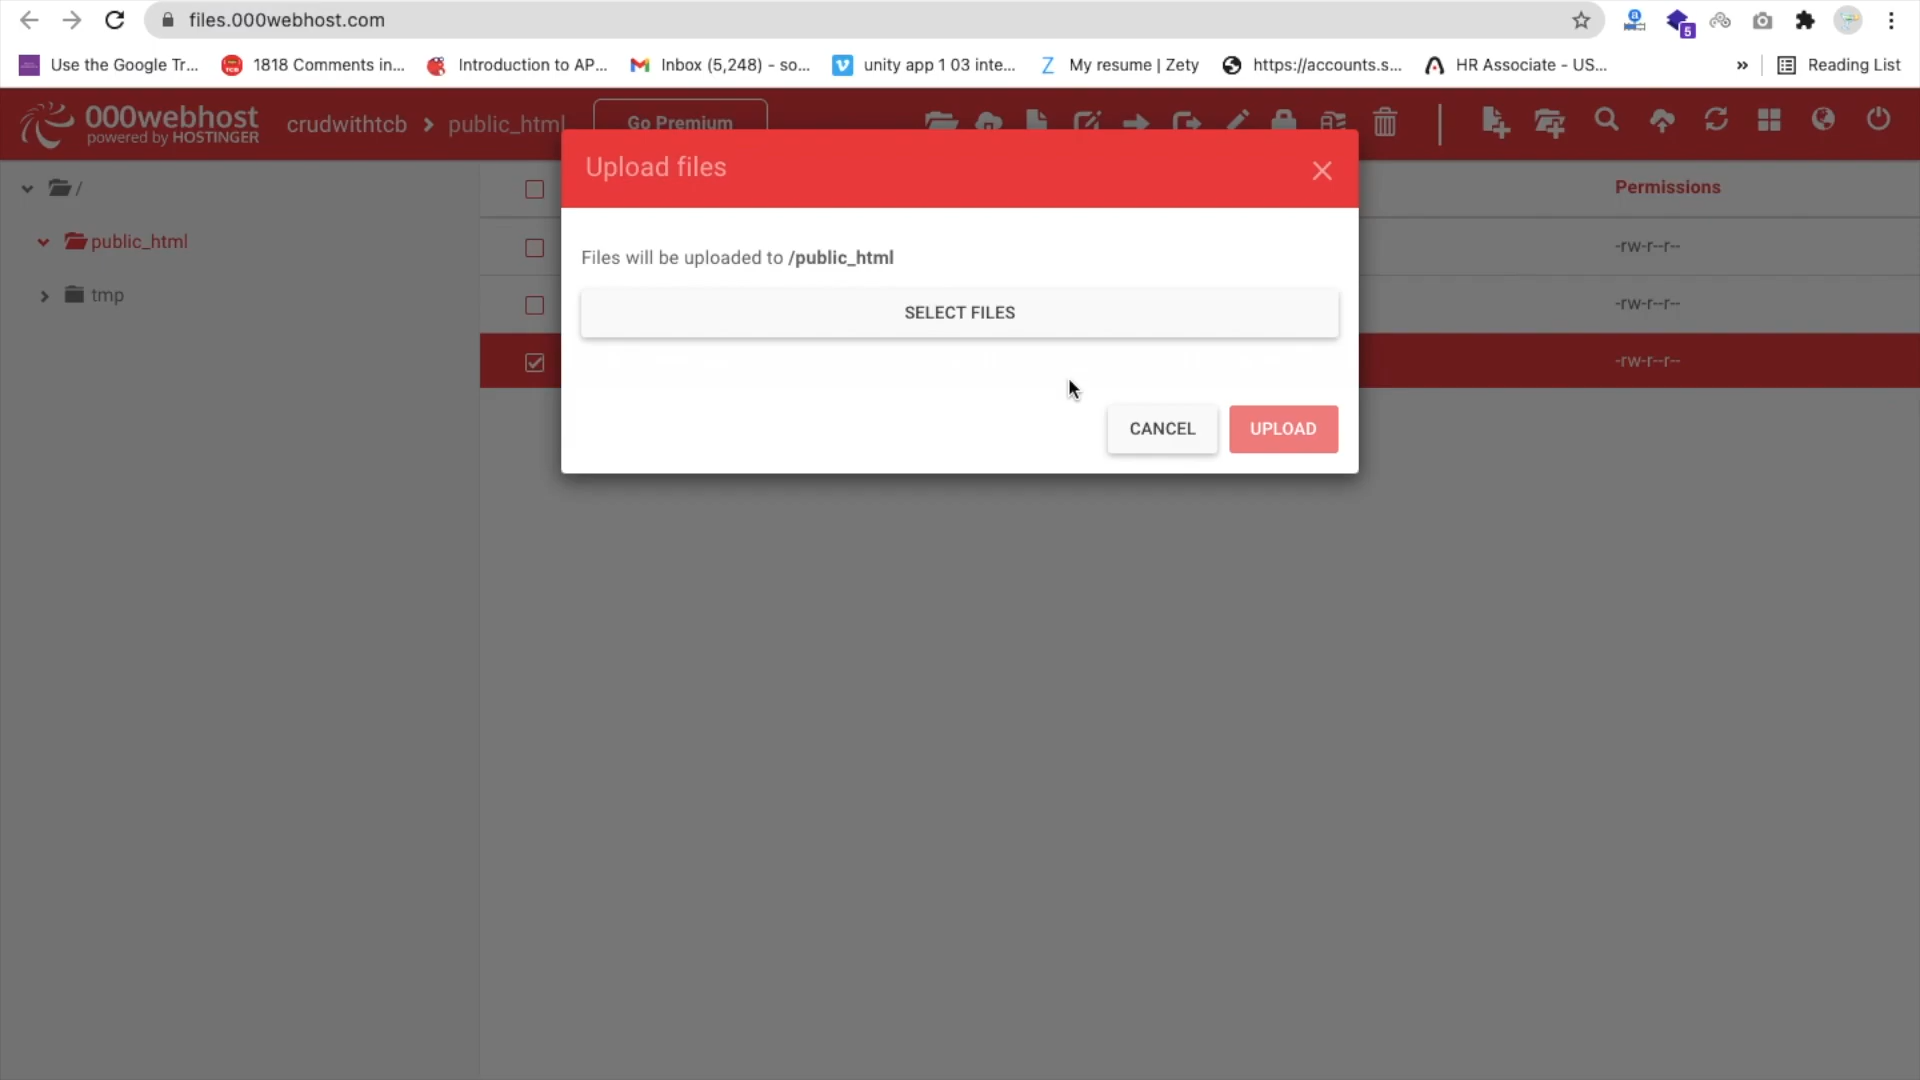 files.000webhost.com
Use the Google Tr...
1818 Comments in...
Introduction to AP...
Inbox (5,248) - so...
unity app 1 03 inte...
My resume | Zety
https://accounts.s...
HR Associate - US...
»
Reading List
000webhost
powered by HOSTINGER
crudwithtcb > public_html
Go Premium
Upload files
/
Permissions
public_html
-rw-r--r--
Files will be uploaded to /public_html
tmp
-rw-r--r--
SELECT FILES
-rw-r--r--
CANCEL
UPLOAD
5